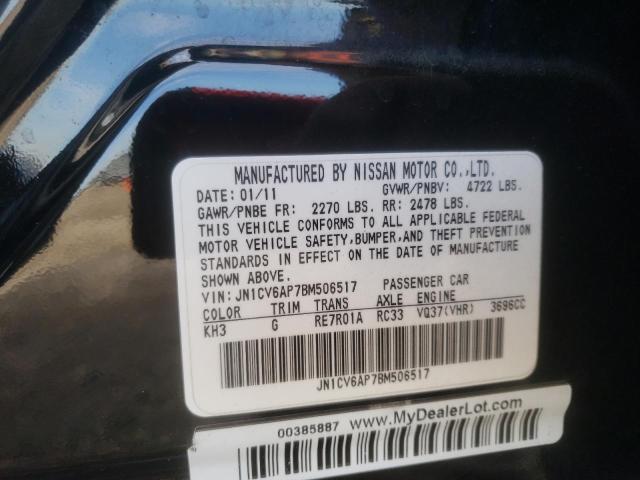 MANUFACTURED BY NISSAN MOTOR CO.,LTD.
DATE: 01/11 GVWR/PNBV: 4722 LBS.
GAWR/PNBE FR: 2270 LBS. RR: 2478 LBS.
THIS VEHICLE CONFORMS TO ALL APPLICABLE FEDERAL
MOTOR VEHICLE SAFETY,BUMPER,AND THEFT PREVENTION
STANDARDS IN EFFECT ON THE DATE OF MANUFACTURE
SHOWN ABOVE.
VIN: JN1CV6AP7BM506517 PASSENGER CAR
COLOR TRIM TRANS AXLE ENGINE
KH3 G RE7R01A RC33 VQ37(VHR) 3696CC
JN1CV6AP7BM506517
00385887 www.MyDealerLot.com